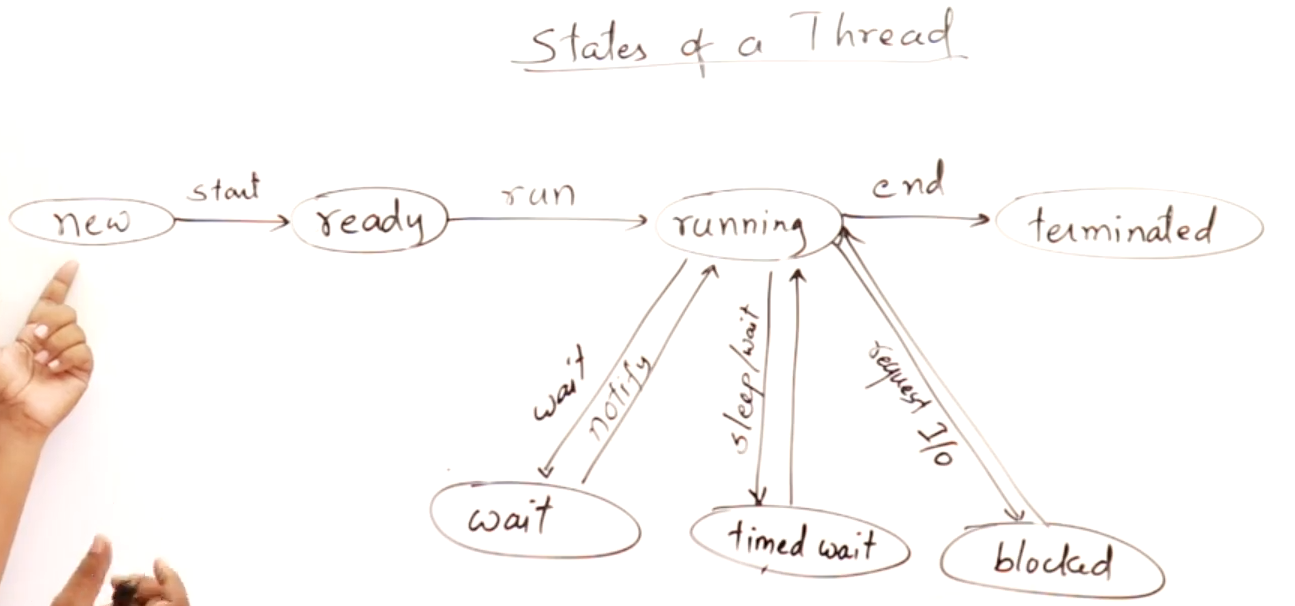 States of a Thread
start
run
end
new
ready
running
terminated
wait
notify
sleep/wait
request I/o
wait
timed wait
blocked